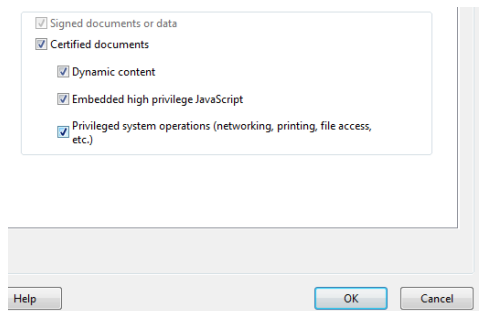 Signed documents or data
Certified documents
Dynamic content
Embedded high privilege JavaScript
Privileged system operations (networking, printing, file access,
etc.)
Help
OK
Cancel